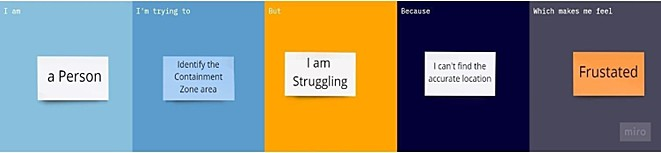 I am
a Person
I'm trying to
Identify the
Containment
Zone area
But
I am
Struggling
Because
I can't find the
accurate location
Which makes me feel
Frustated
miro